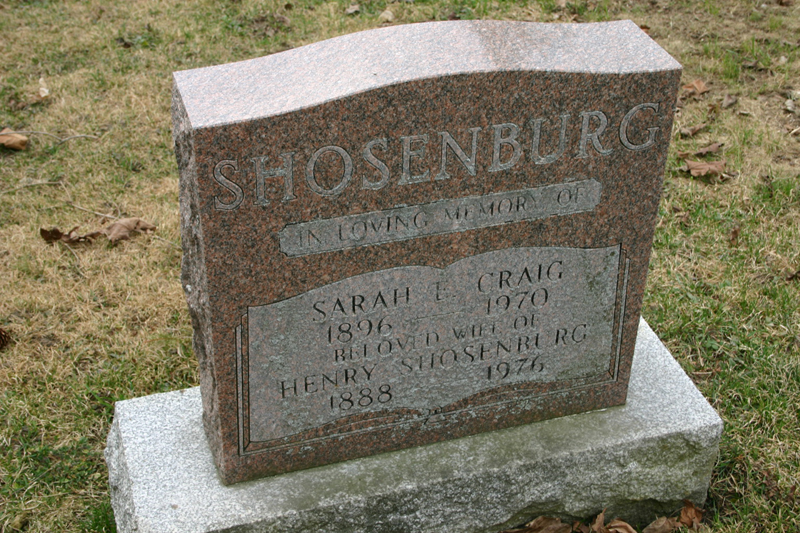 SHOSENBURG
IN LOVING MEMORY OF
SARAH E. CRAIG
1896 1970
BELOVED WIFE OF
HENRY SHOSENBURG
1888 1976